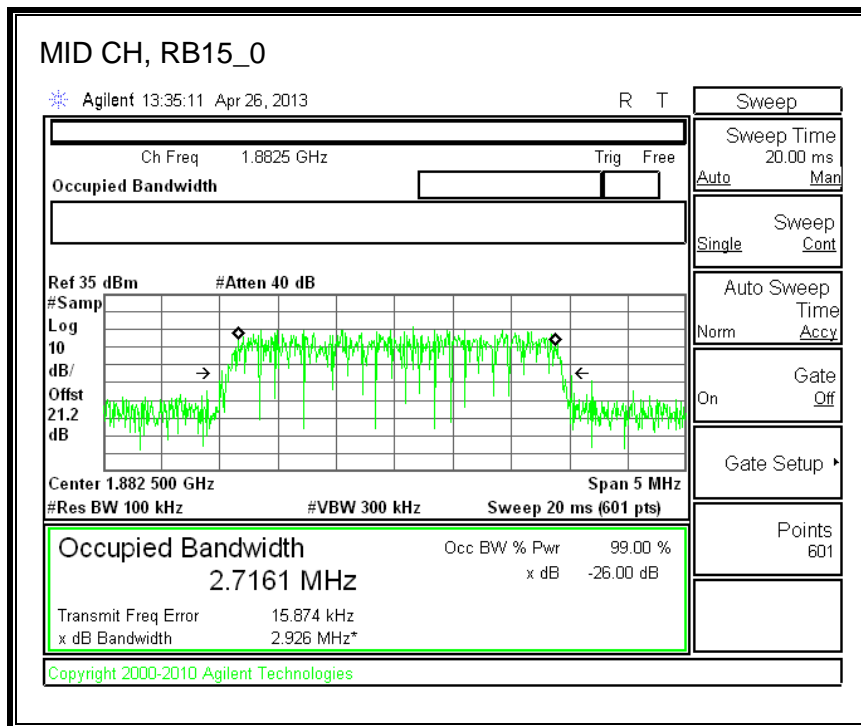 MID CH, RB15_0
Agilent 13:35:11 Apr 26, 2013 R T
Ch Freq 1.8825 GHz Trig Free
Occupied Bandwidth
Ref 35 dBm #Atten 40 dB
#Samp
Log
10
dB/
Offst
21.2
dB
Center 1.882 500 GHz Span 5 MHz
#Res BW 100 kHz #VBW 300 kHz Sweep 20 ms (601 pts)
Occupied Bandwidth Occ BW % Pwr 99.00 %
2.7161 MHz x dB -26.00 dB
Transmit Freq Error 15.874 kHz
x dB Bandwidth 2.926 MHz*
Copyright 2000-2010 Agilent Technologies
Sweep
Sweep Time
20.00 ms
Auto Man
Sweep
Single Cont
Auto Sweep
Time
Norm Accy
Gate
On Off
Gate Setup
Points
601